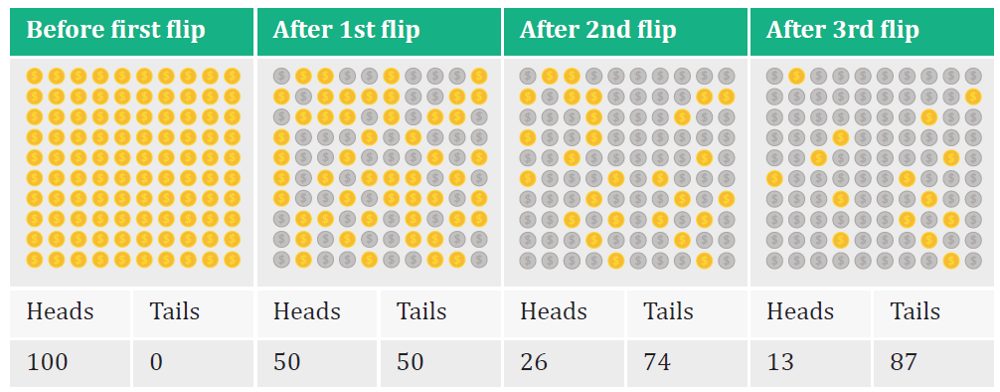 Before first flip After 1st flip After 2nd flip After 3rd flip
Heads Tails Heads Tails Heads Tails Heads Tails
100 0 50 50 26 74 13 87